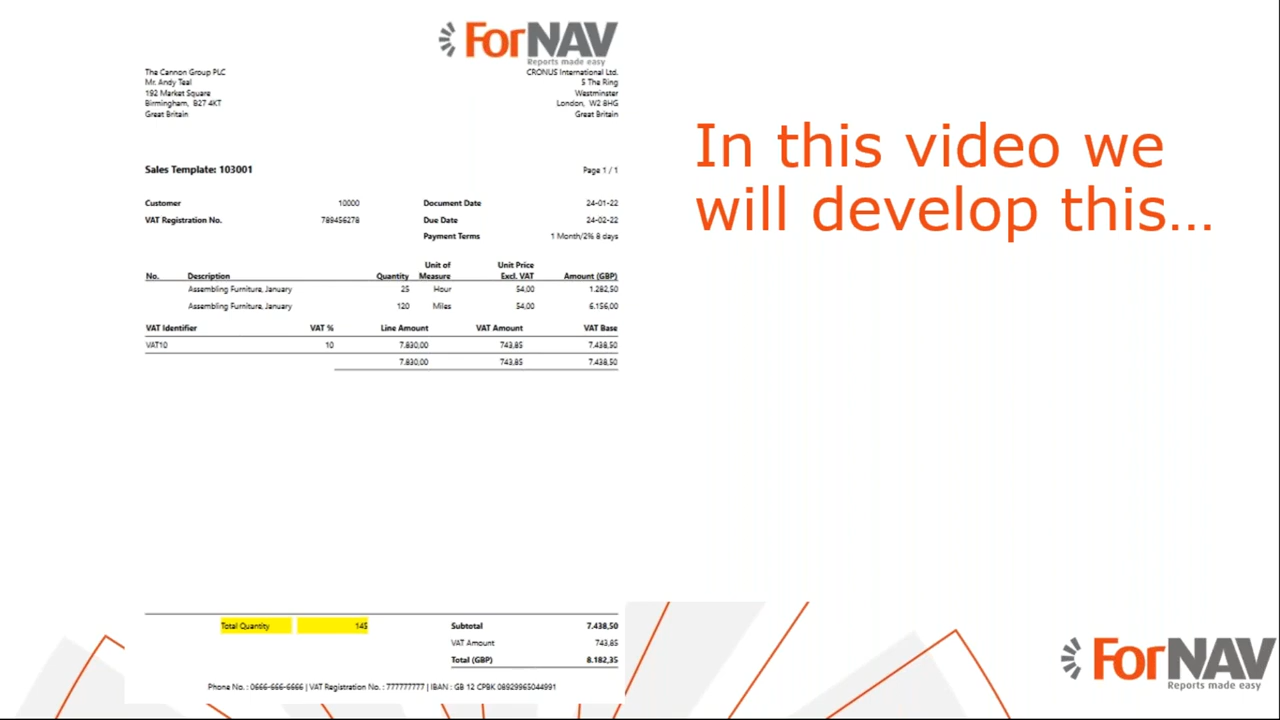 ForNAV
Reports made easy
The Cannon Group PLC
Mr. Andy Teal
192 Market Square
Birmingham, B27 4KT
Great Britain
CRONUS International Ltd.
5 The Ring
Westminster
London, W2 8HG
Great Britain
In this video we
will develop this...
Sales Template: 103001
Page 1 / 1
Customer 10000 Document Date 24-01-22
VAT Registration No. 789456278 Due Date 24-02-22
Payment Terms 1 Month/2% 8 days
Unit of Unit Price
No. Description Quantity Measure Excl. VAT Amount (GBP)
Assembling Furniture, January 25 Hour 54,00 1.282,50
Assembling Furniture, January 120 Miles 54,00 6.156,00
VAT Identifier VAT % Line Amount VAT Amount VAT Base
VAT10 10 7.830,00 743,85 7.438,50
7.830,00 743,85 7.438,50
Total Quantity 145 Subtotal 7.438,50
VAT Amount 743,85
Total (GBP) 8.182,35
Phone No. : 0666-666-6666 | VAT Registration No. : 777777777 | IBAN : GB 12 CPBK 08929965044991
ForNAV
Reports made easy